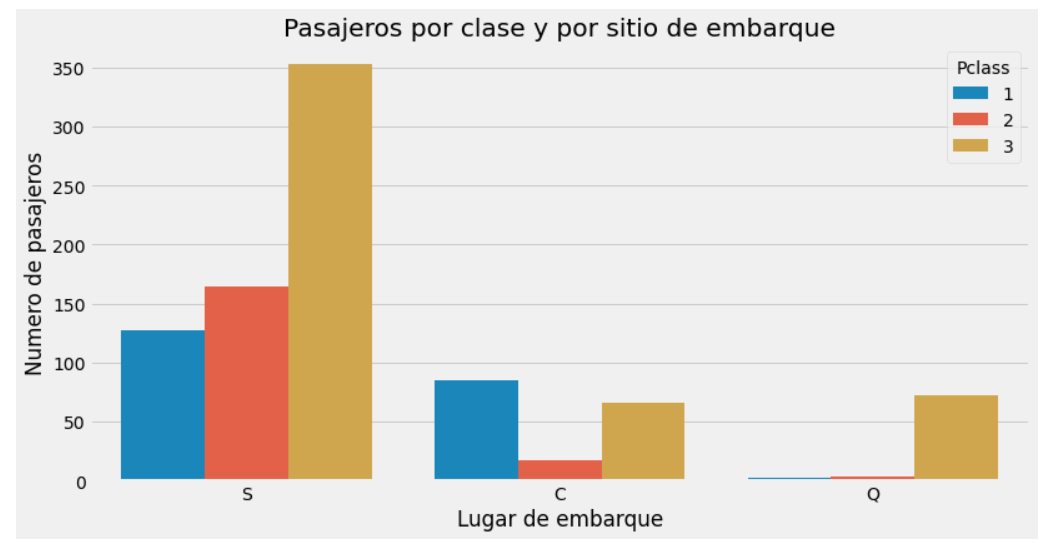 Pasajeros por clase y por sitio de embarque
Pclass
1
2
3
Numero de pasajeros
350
300
250
200
150
100
50
0
S
C
Q
Lugar de embarque